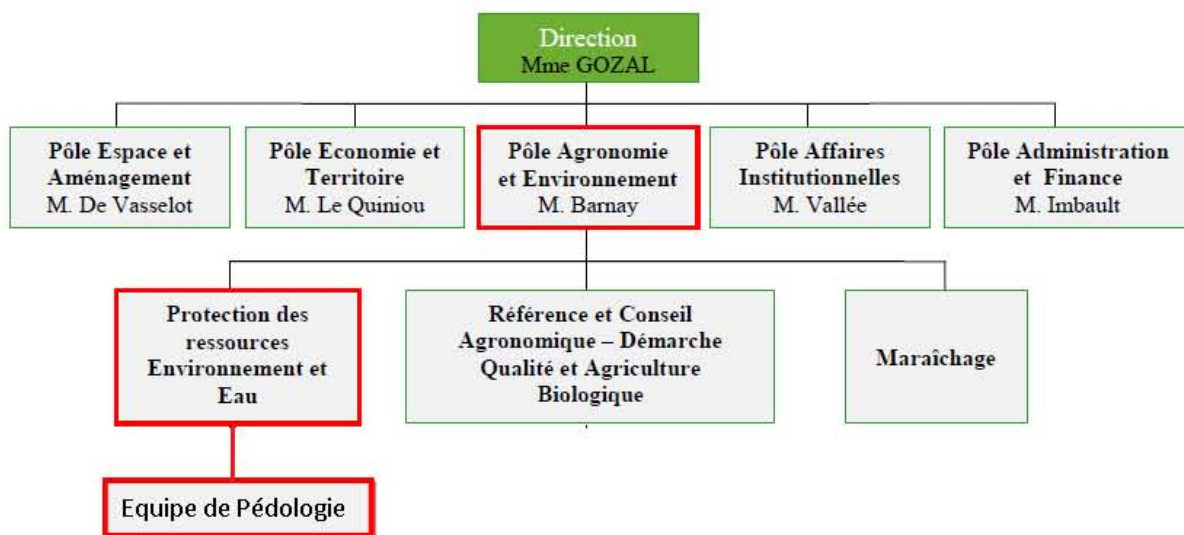 Direction
Mme GOZAL
Pôle Espace et
Aménagement
M. De Vasselot
Pôle Economie et
Territoire
M. Le Quiniou
Pôle Agronomie
et Environnement
M. Barnay
Pôle Affaires
Institutionnelles
M. Vallée
Pôle Administration
et Finance
M. Imbault
Protection des
ressources
Environnement et
Eau
Référence et Conseil
Agronomique – Démarche
Qualité et Agriculture
Biologique
Maraîchage
Equipe de Pédologie